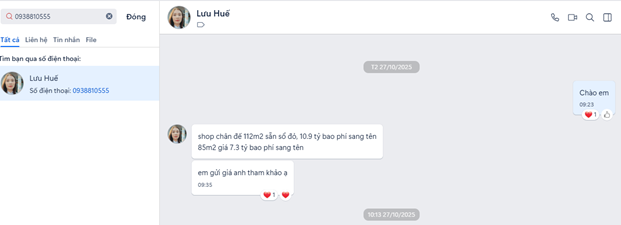 0938810555
Đóng
Tất cả
Liên hệ
Tin nhắn
File
Tìm bạn qua số điện thoại:
Lưu Huế
Số điện thoại: 0938810555
Lưu Huế
T2 27/10/2025
Chào em
09:23
1
shop chân đế 112m2 sẵn sổ đỏ, 10.9 tỷ bao phí sang tên
85m2 giá 7.3 tỷ bao phí sang tên
em gửi giá anh tham khảo ạ
09:55
1
10:13 27/10/2025